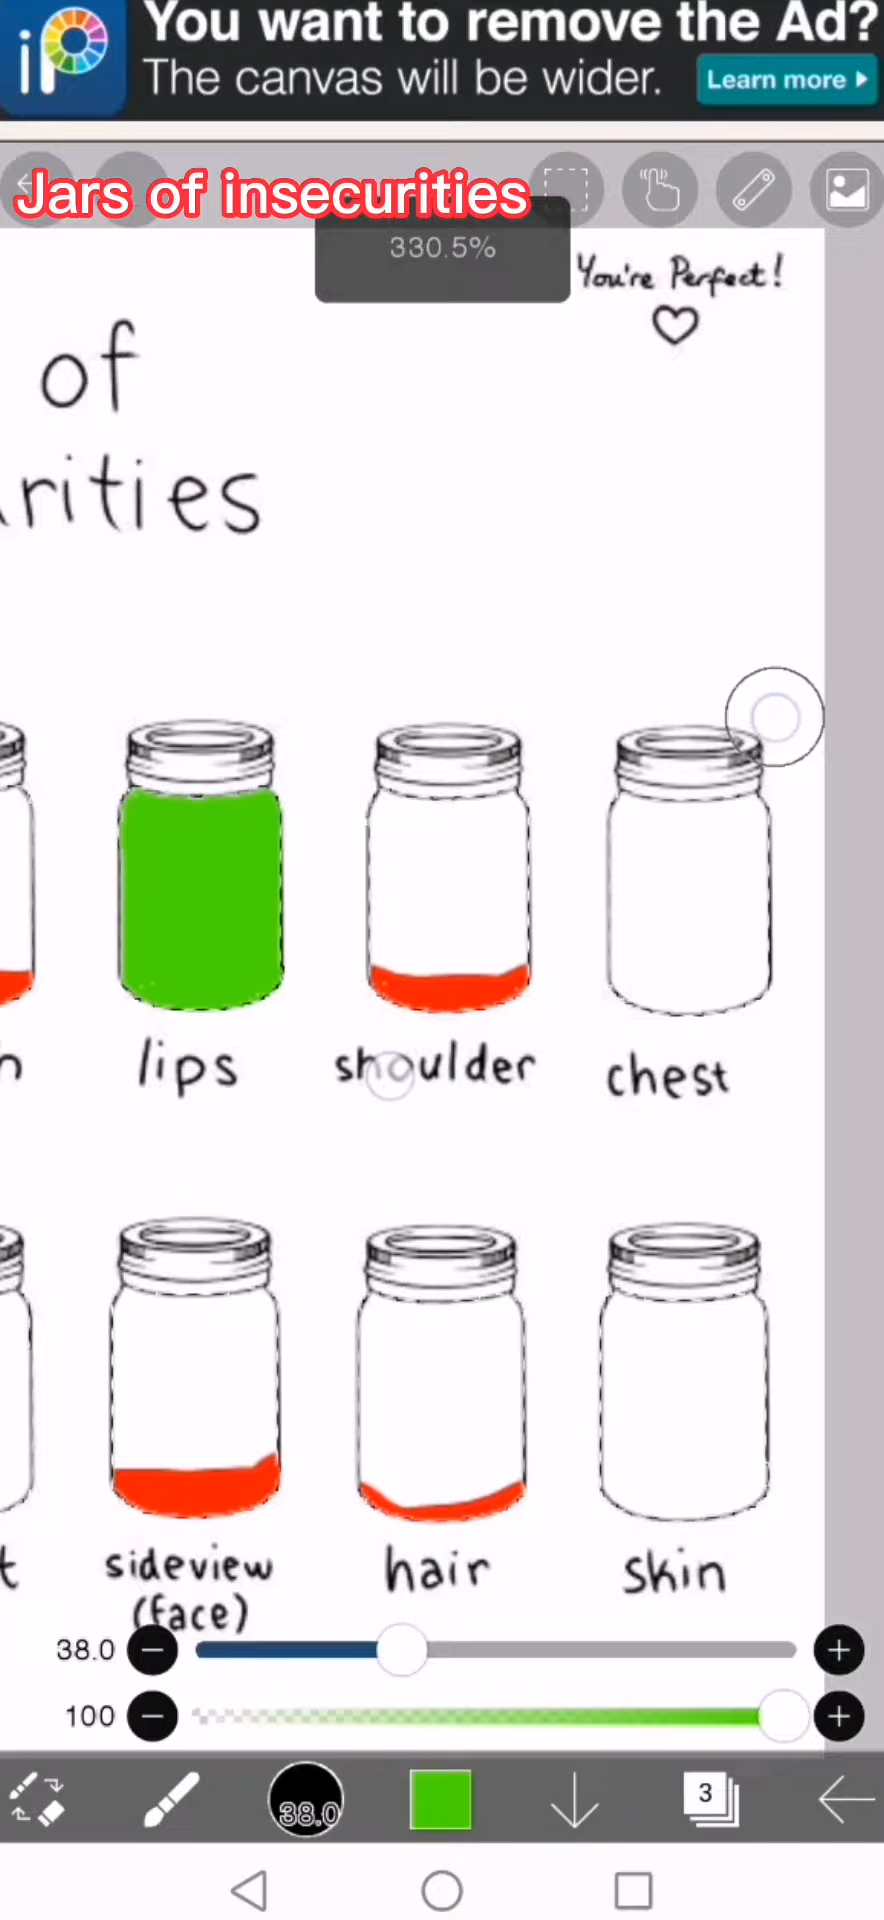 iP
You want to remove the Ad?
The canvas will be wider.
Learn more
Jars of insecurities
330.5%
You're Perfect!
of
rities
lips
shoulder
chest
t
sideview
(face)
hair
skin
38.0
100
38.0
3